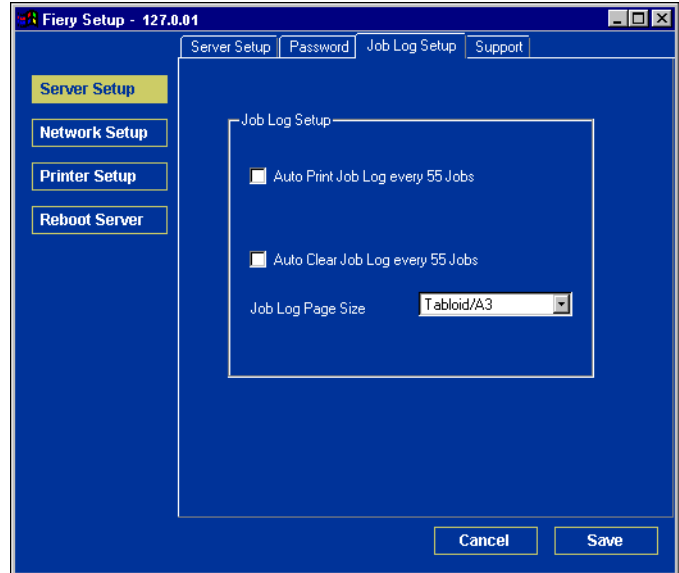 Fiery Setup - 127.0.01
Server Setup Password Job Log Setup Support
Server Setup
Network Setup
Printer Setup
Reboot Server
Job Log Setup
Auto Print Job Log every 55 Jobs
Auto Clear Job Log every 55 Jobs
Job Log Page Size Tabloid/A3
Cancel Save